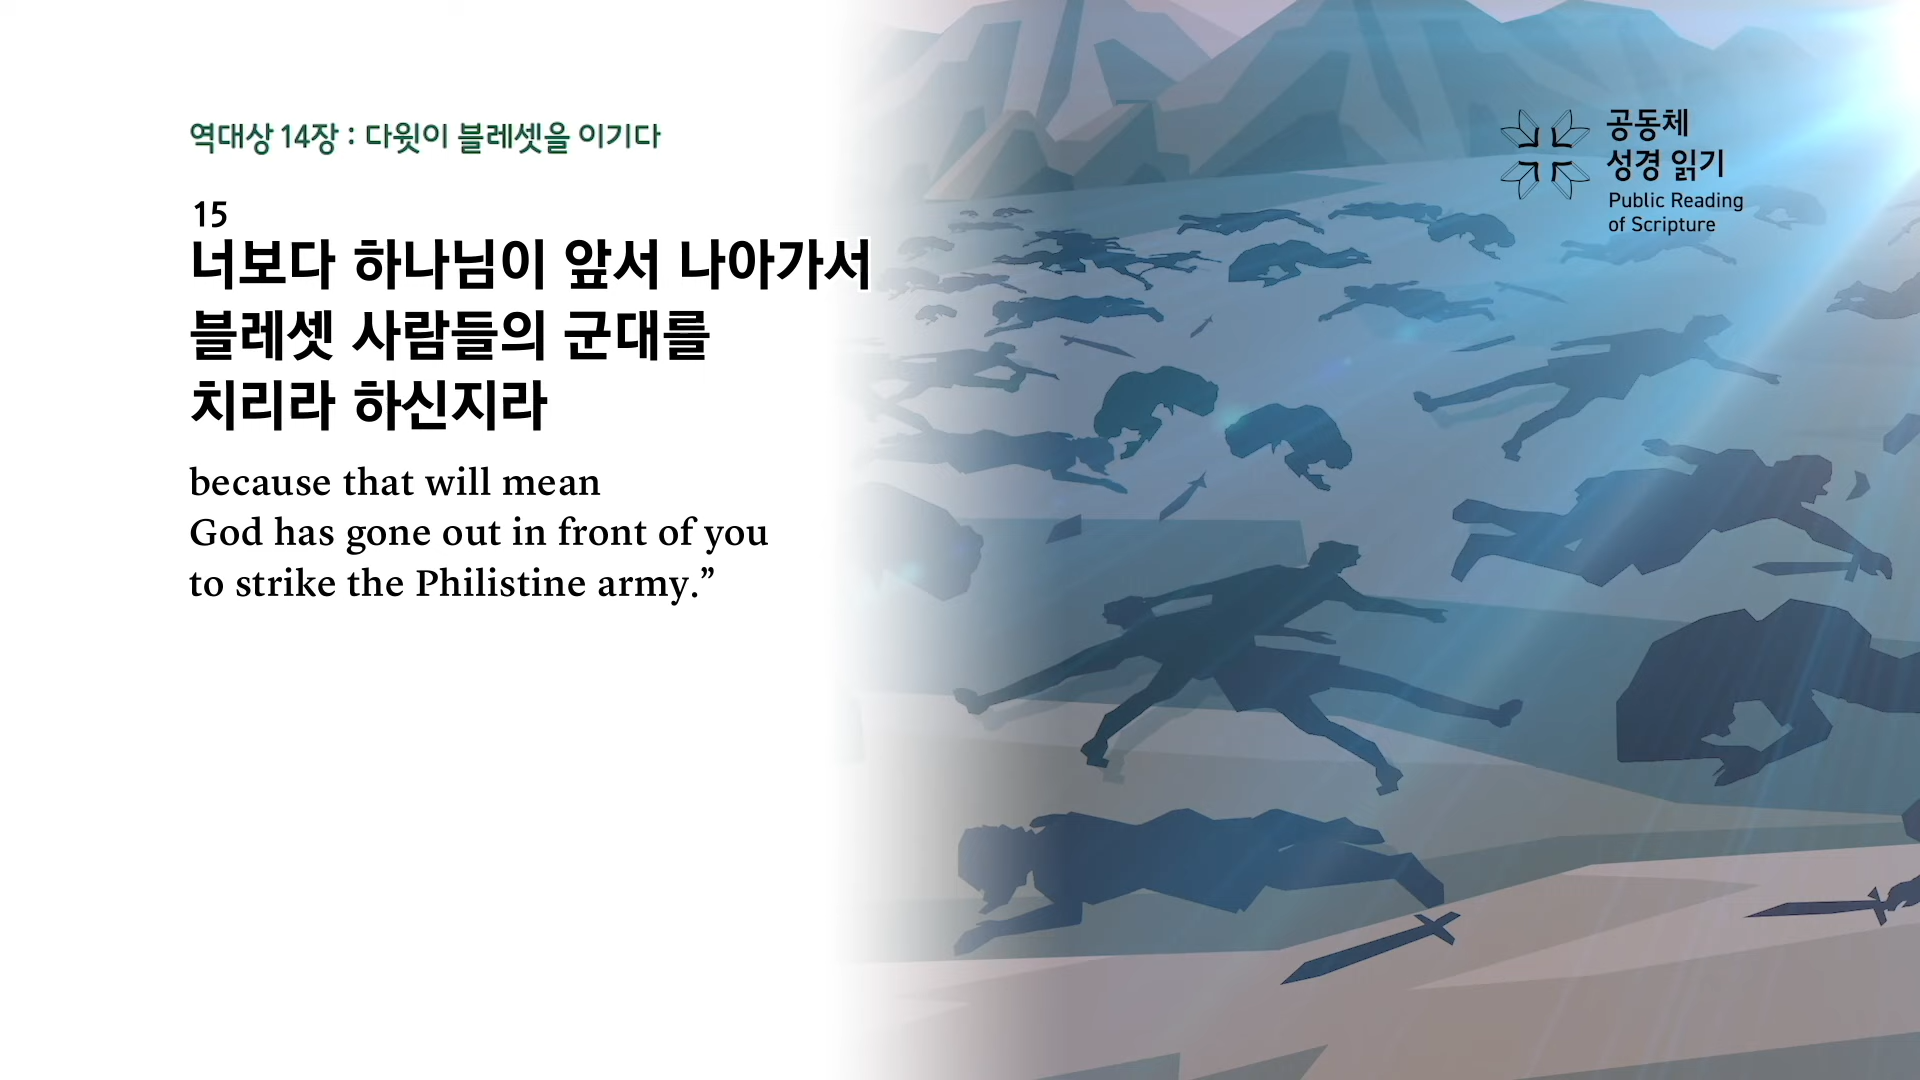 역대상 14장 : 다윗이 블레셋을 이기다
15
너보다 하나님이 앞서 나아가서
블레셋 사람들의 군대를
치리라 하신지라
because that will mean
God has gone out in front of you
to strike the Philistine army.”
공동체
성경 읽기
Public Reading
of Scripture